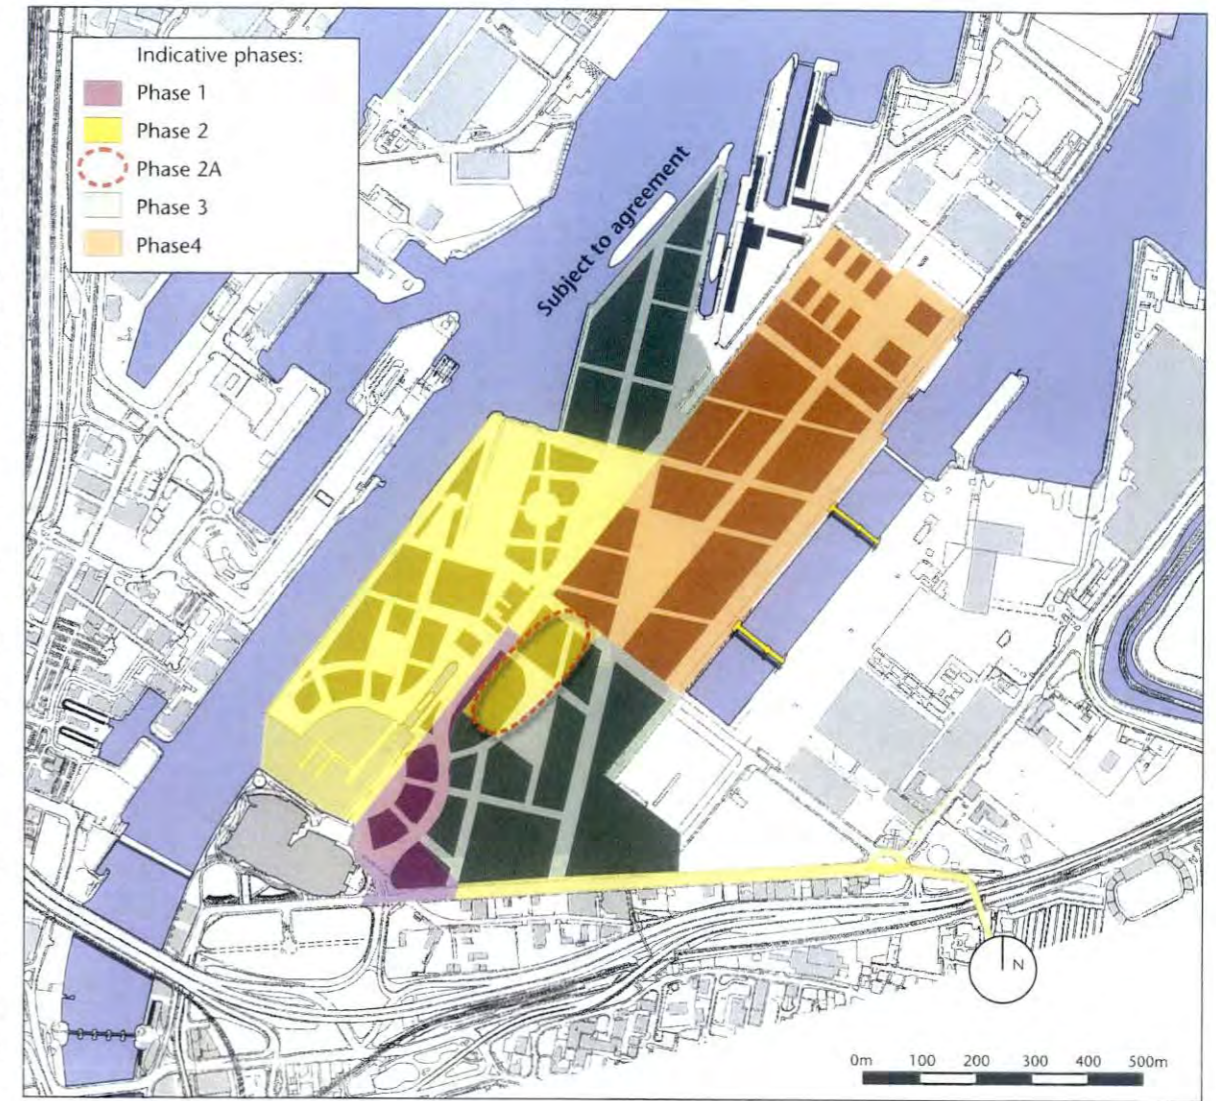 Indicative phases:
Phase 1
Phase 2
Phase 2A
Phase 3
Phase4
Subject to agreement
N
0m 100 200 300 400 500m